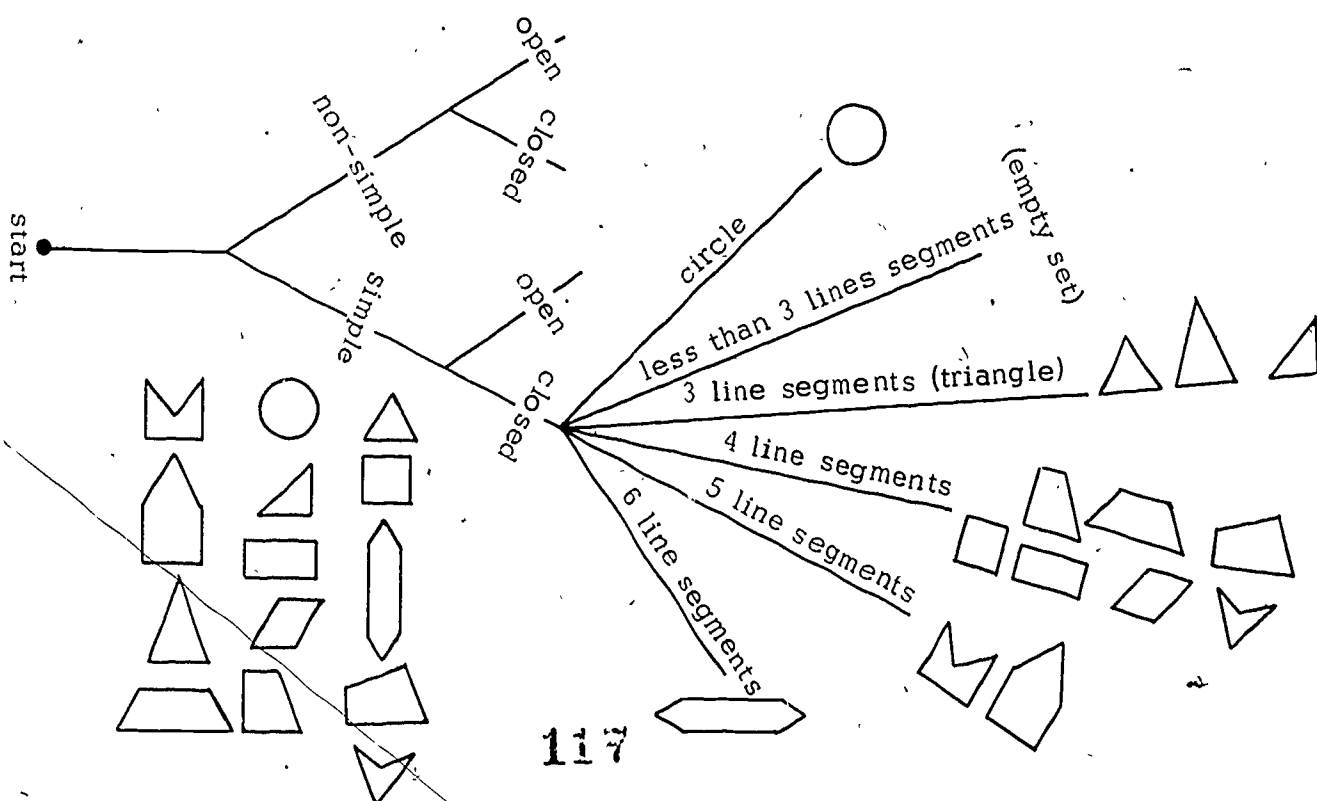 start
non-simple
open
closed
simple
open
closed
circle
less than 3 lines segments
(empty set)
3 line segments (triangle)
4 line segments
5 line segments
6 line segments
117